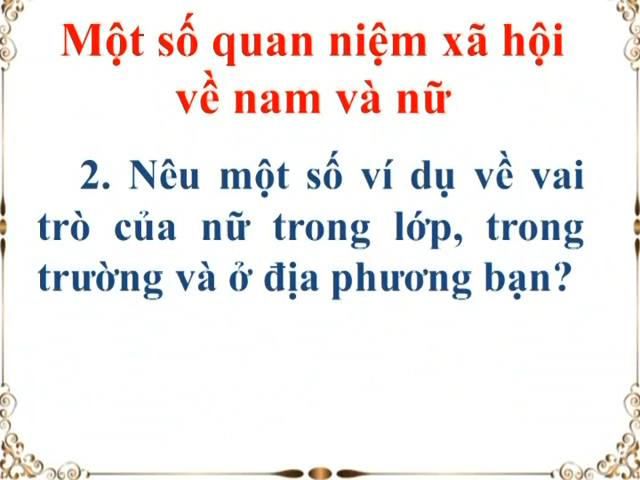 Một số quan niệm xã hội
về nam và nữ
2. Nêu một số ví dụ về vai
trò của nữ trong lớp, trong
trường và ở địa phương bạn?